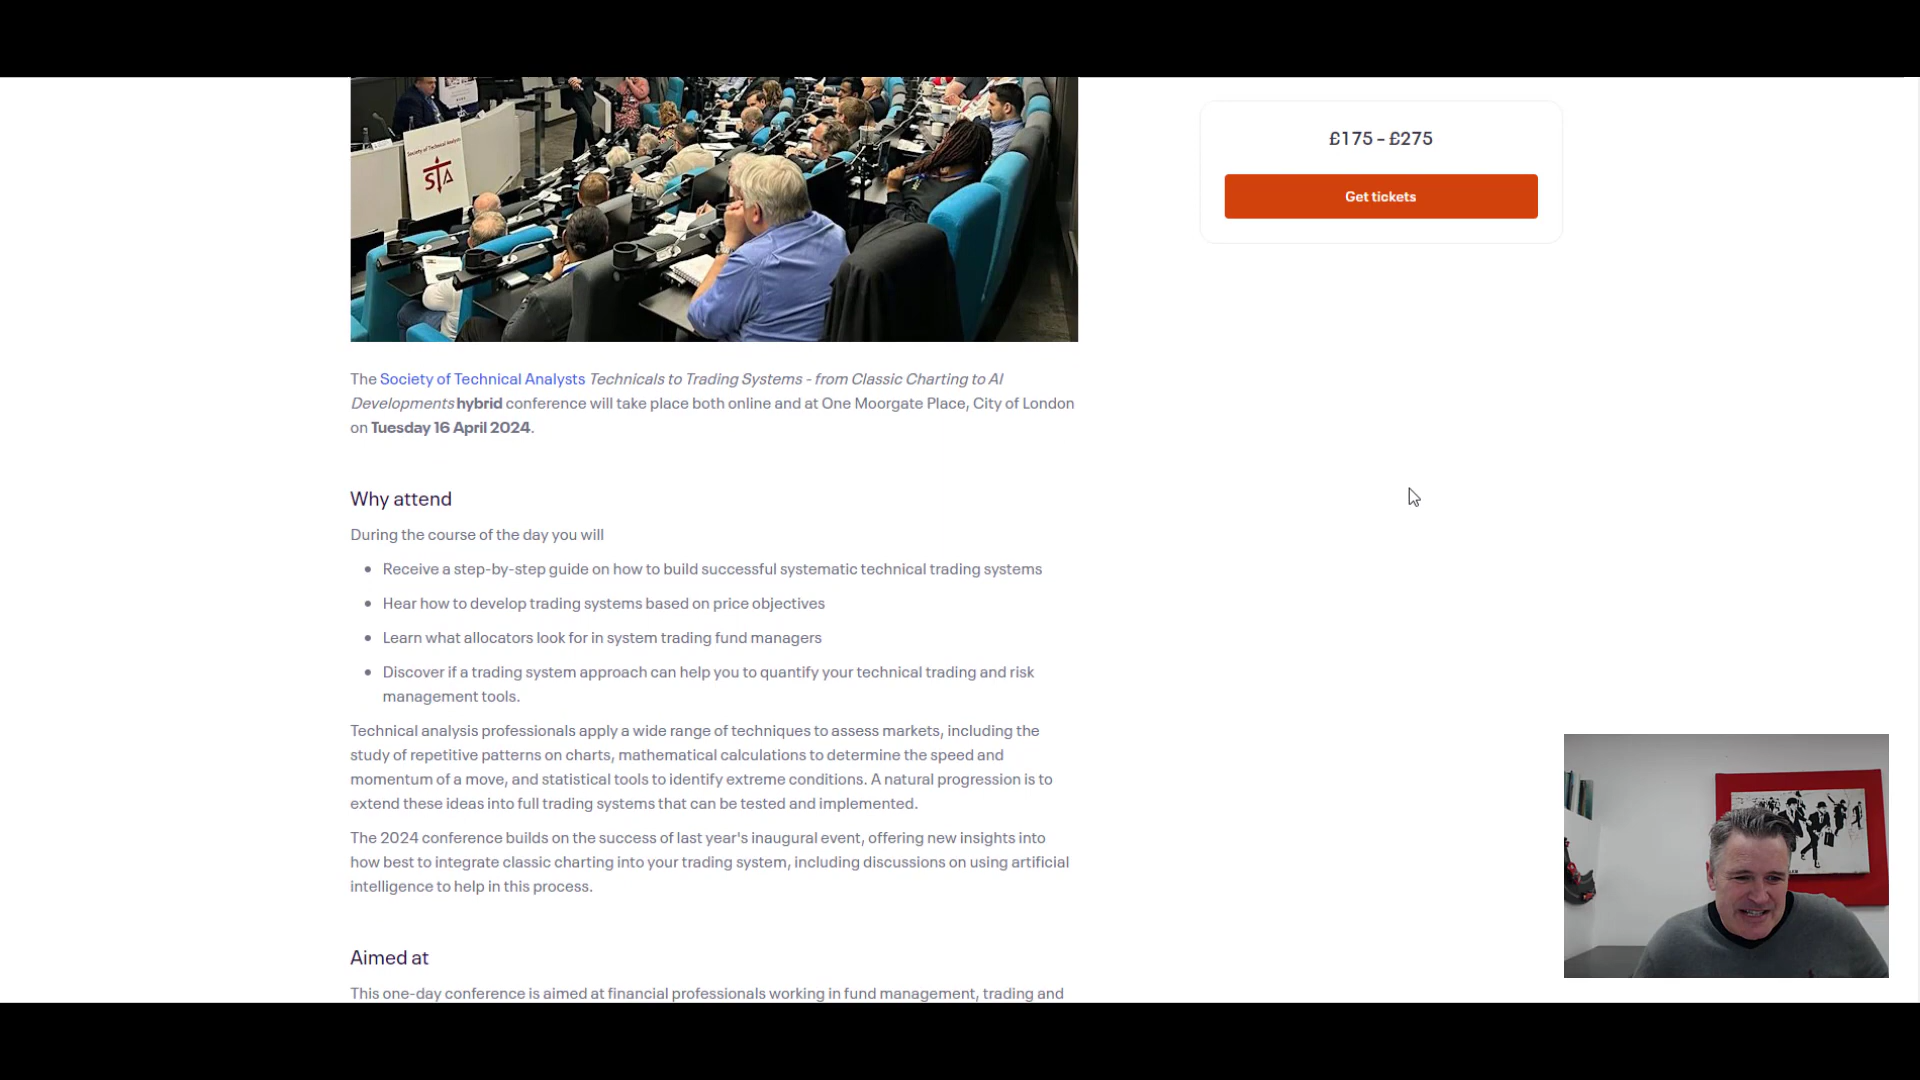 Society of Technical Analysts
STA
£175 – £275
Get tickets
The Society of Technical Analysts Technicals to Trading Systems - from Classic Charting to AI
Developments hybrid conference will take place both online and at One Moorgate Place, City of London
on Tuesday 16 April 2024.
Why attend
During the course of the day you will
• Receive a step-by-step guide on how to build successful systematic technical trading systems
• Hear how to develop trading systems based on price objectives
• Learn what allocators look for in system trading fund managers
• Discover if a trading system approach can help you to quantify your technical trading and risk
management tools.
Technical analysis professionals apply a wide range of techniques to assess markets, including the
study of repetitive patterns on charts, mathematical calculations to determine the speed and
momentum of a move, and statistical tools to identify extreme conditions. A natural progression is to
extend these ideas into full trading systems that can be tested and implemented.
The 2024 conference builds on the success of last year's inaugural event, offering new insights into
how best to integrate classic charting into your trading system, including discussions on using artificial
intelligence to help in this process.
Aimed at
This one-day conference is aimed at financial professionals working in fund management, trading and